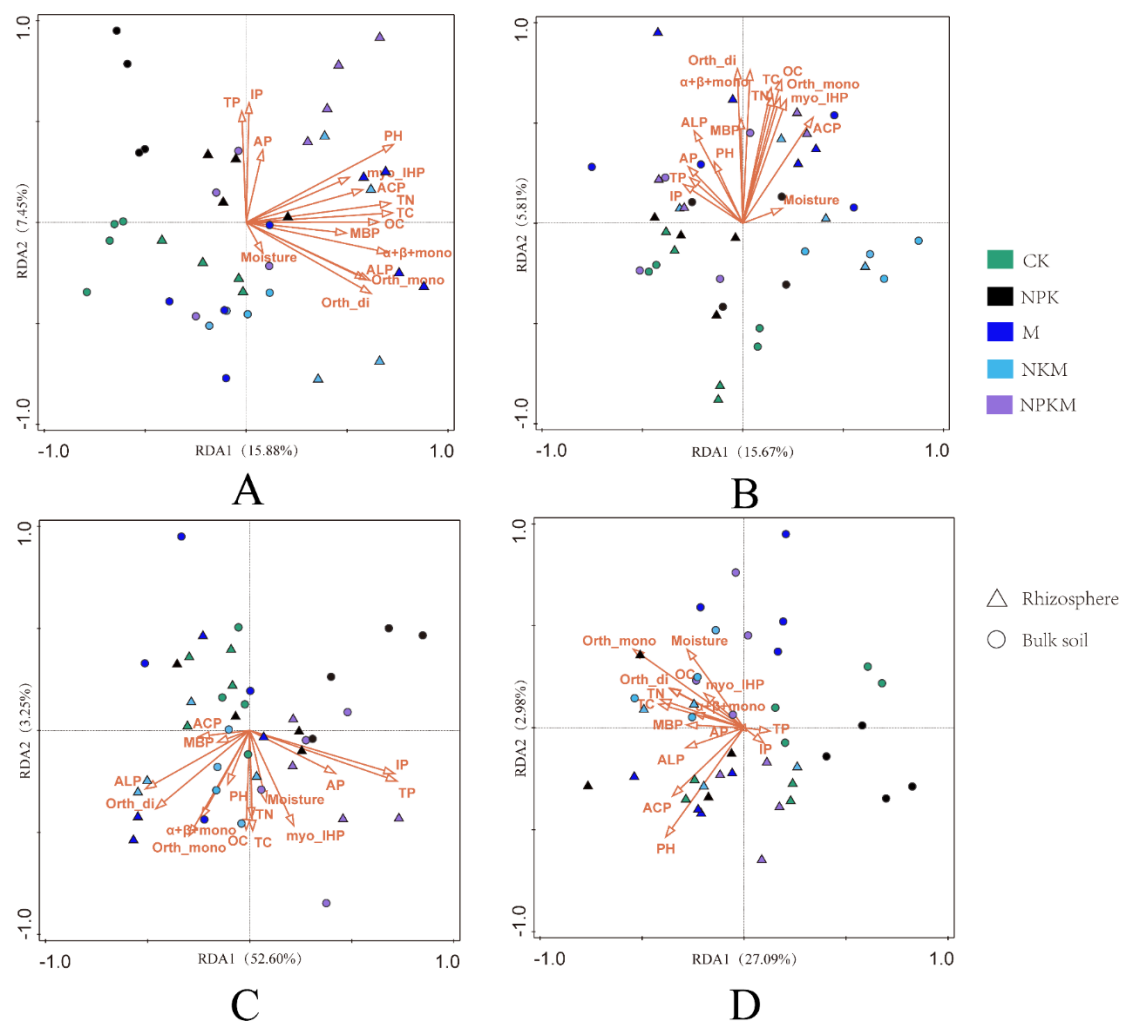 1.0
RDA2 (7.45%)
-1.0
TP
IP
AP
PH
myo_IHP
ACP
TN
TC
OC
MBP
α+β+mono
Moisture
ALP
Orth_mono
Orth_di
-1.0
RDA1 (15.88%)
1.0
A
1.0
RDA2 (5.81%)
-1.0
Orth_di
OC
α+β+mono
TC
Orth_mono
TN
myo_IHP
ALP
MBP
ACP
PH
AP
TP
IP
Moisture
-1.0
RDA1 (15.67%)
1.0
B
CK
NPK
M
NKM
NPKM
1.0
RDA2 (3.25%)
-1.0
ACP
MBP
ALP
Orth_di
PH
Moisture
AP
IP
TP
α+β+mono
TN
Orth_mono
OC
TC
myo_IHP
-1.0
RDA1 (52.60%)
1.0
C
1.0
RDA2 (2.98%)
-1.0
Orth_mono
Moisture
OC
Orth_di
myo_IHP
TN
TC
α+β+mono
MBP
AP
TP
IP
ALP
ACP
PH
-1.0
RDA1 (27.09%)
1.0
D
Rhizosphere
Bulk soil